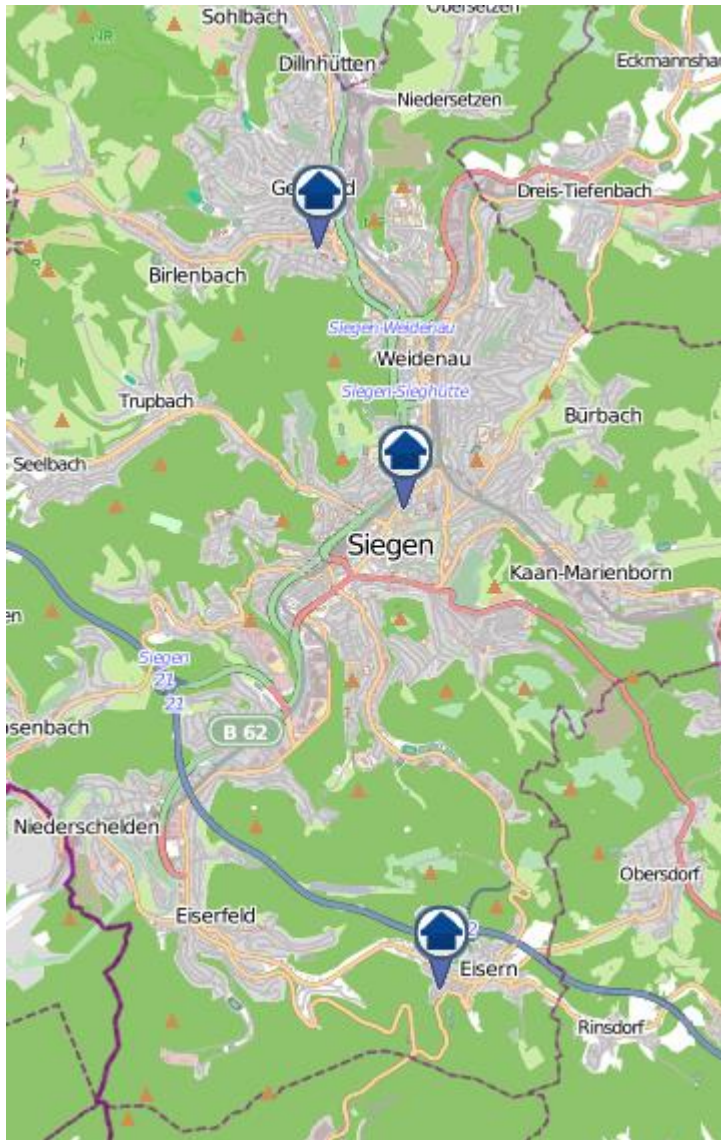 Sohlbach
Obersetzen
Dillnhütten
Niedersetzen
Dreis-Tiefenbach
Birlenbach
Siegen-Weidenau
Weidenau
Siegen-Sieghütte
Trupbach
Bürbach
Seelbach
Siegen
Kaan-Marienborn
Siegen
21
21
B 62
Niederschelden
Obersdorf
Eiserfeld
Eisern
Rinsdorf